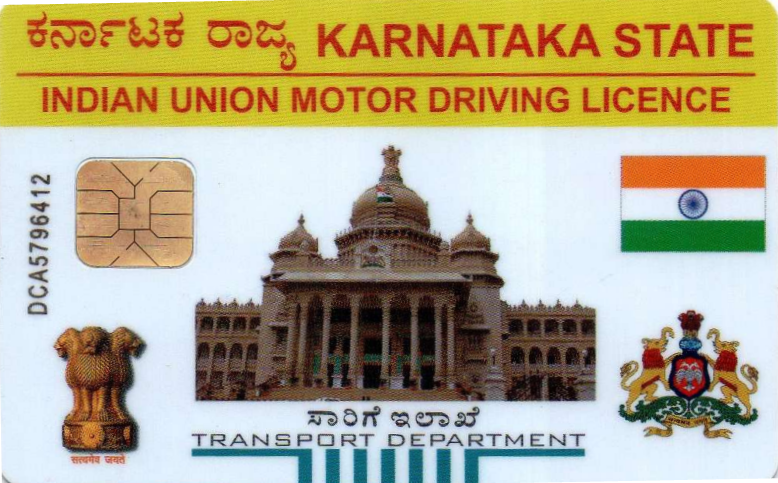 ಕರ್ನಾಟಕ ರಾಜ್ಯ KARNATAKA STATE
INDIAN UNION MOTOR DRIVING LICENCE
DCA5796412
सत्यमेव जयते
ಸಾರಿಗೆ ಇಲಾಖೆ
TRANSPORT DEPARTMENT